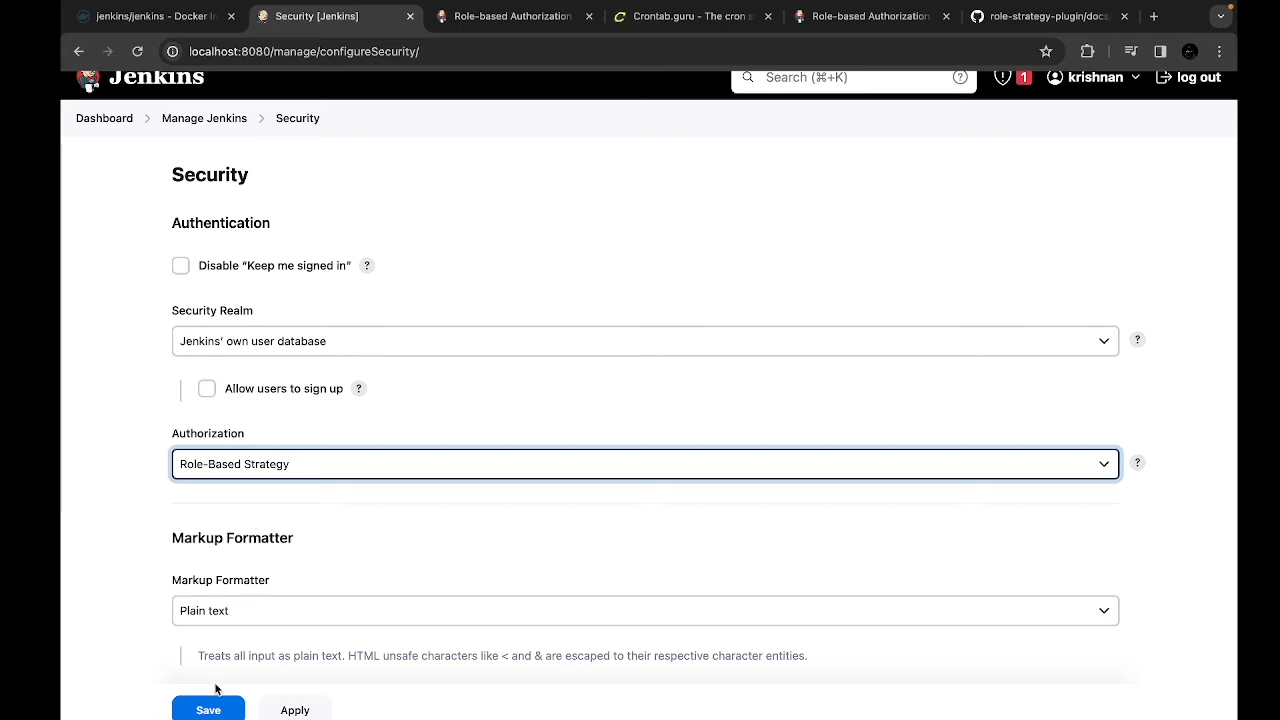 jenkins/jenkins - Docker In
Security [Jenkins]
Role-based Authorization
Crontab.guru - The cron s
Role-based Authorization
role-strategy-plugin/docs
localhost:8080/manage/configureSecurity/
Jenkins
Search (⌘+K)
?
1
krishnan
log out
Dashboard
Manage Jenkins
Security
Security
Authentication
Disable "Keep me signed in" ?
Security Realm
Jenkins' own user database
?
Allow users to sign up ?
Authorization
Role-Based Strategy
?
Markup Formatter
Markup Formatter
Plain text
Treats all input as plain text. HTML unsafe characters like < and & are escaped to their respective character entities.
Save
Apply